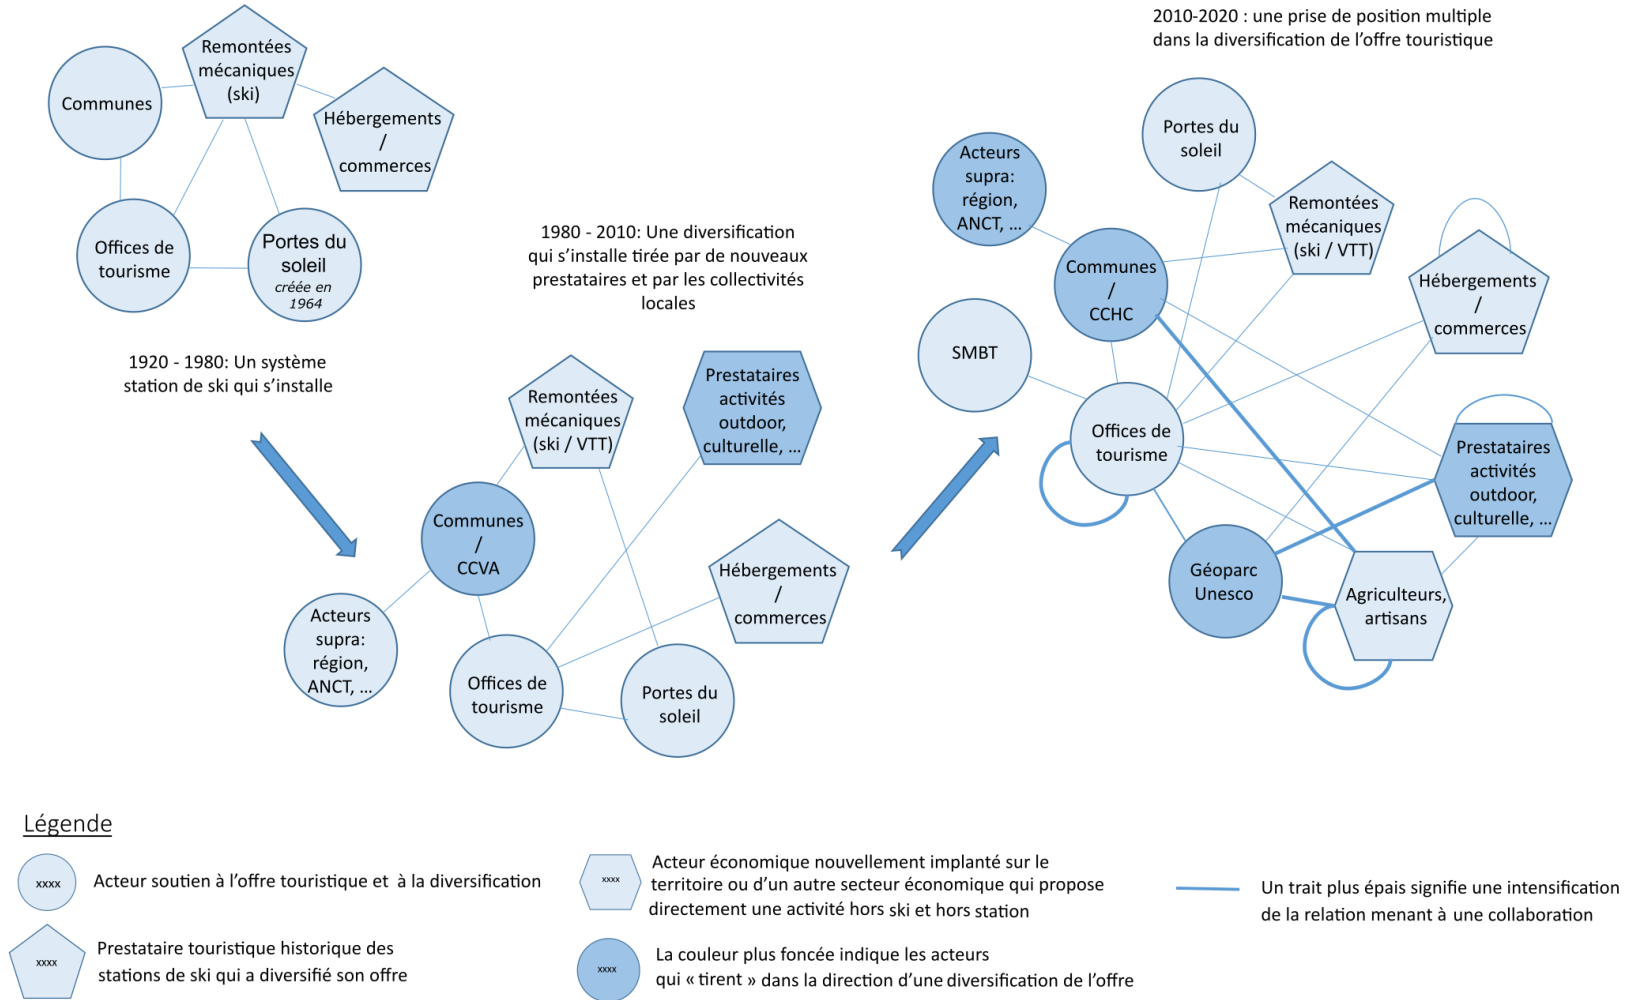 Communes
Remontées
mécaniques
(ski)
Hébergements
/
commerces
Offices de
tourisme
Portes du
soleil
créée en
1964
1920 - 1980: Un système
station de ski qui s’installe
1980 - 2010: Une diversification
qui s’installe tirée par de nouveaux
prestataires et par les collectivités
locales
Remontées
mécaniques
(ski / VTT)
Prestataires
activités
outdoor,
culturelle, ...
Communes
/
CCVA
Hébergements
/
commerces
Acteurs
supra:
région,
ANCT, ...
Offices de
tourisme
Portes du
soleil
2010-2020 : une prise de position multiple
dans la diversification de l’offre touristique
Portes du
soleil
Acteurs
supra:
région,
ANCT, ...
Remontées
mécaniques
(ski / VTT)
Communes
/
CCHC
Hébergements
/
commerces
SMBT
Offices de
tourisme
Prestataires
activités
outdoor,
culturelle, ...
Géoparc
Unesco
Agriculteurs,
artisans
Légende
xxxx
Acteur soutien à l’offre touristique et à la diversification
xxxx
Prestataire touristique historique des
stations de ski qui a diversifié son offre
xxxx
Acteur économique nouvellement implanté sur le
territoire ou d’un autre secteur économique qui propose
directement une activité hors ski et hors station
xxxx
La couleur plus foncée indique les acteurs
qui « tirent » dans la direction d’une diversification de l’offre
Un trait plus épais signifie une intensification
de la relation menant à une collaboration